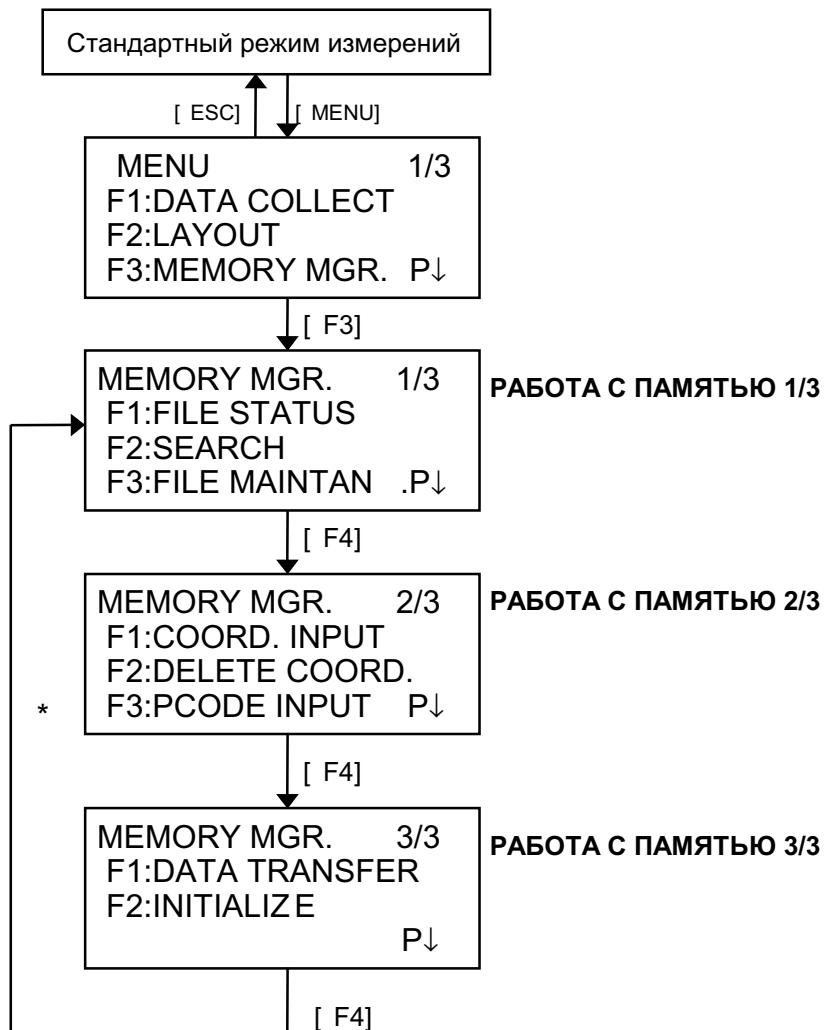 Стандартный режим измерений
[ ESC] [ MENU]
MENU 1/3
F1:DATA COLLECT
F2:LAYOUT
F3:MEMORY MGR. P↓
[ F3]
MEMORY MGR. 1/3
F1:FILE STATUS
F2:SEARCH
F3:FILE MAINTAN .P↓
РАБОТА С ПАМЯТЬЮ 1/3
[ F4]
MEMORY MGR. 2/3
F1:COORD. INPUT
F2:DELETE COORD.
F3:PCODE INPUT P↓
РАБОТА С ПАМЯТЬЮ 2/3
*
[ F4]
MEMORY MGR. 3/3
F1:DATA TRANSFER
F2:INITIALIZE
P↓
РАБОТА С ПАМЯТЬЮ 3/3
[ F4]